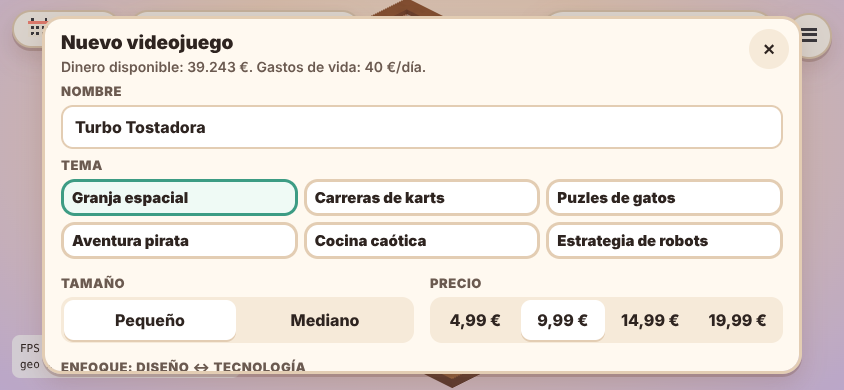 Nuevo videojuego
×
Dinero disponible: 39.243 €. Gastos de vida: 40 €/día.
NOMBRE
Turbo Tostadora
TEMA
Granja espacial Carreras de karts Puzles de gatos
Aventura pirata Cocina caótica Estrategia de robots
TAMAÑO PRECIO
Pequeño Mediano 4,99 € 9,99 € 14,99 € 19,99 €
FPS
geo
ENFOQUE: DISEÑO ↔ TECNOLOGÍA